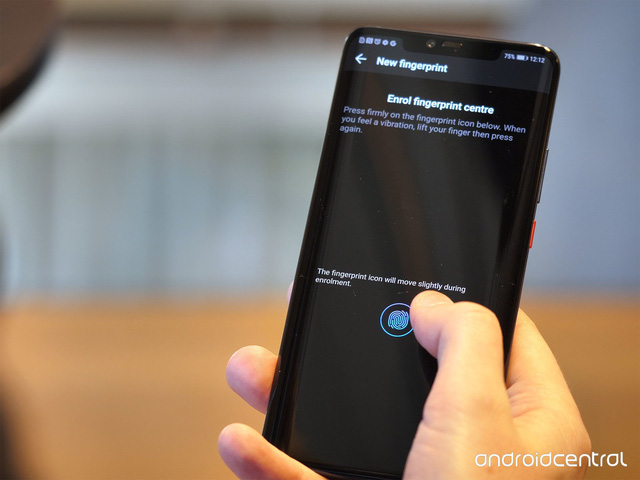 75% 12:12
New fingerprint
Enrol fingerprint centre
Press firmly on the fingerprint icon below. When
you feel a vibration, lift your finger then press
again.
The fingerprint icon will move slightly during
enrolment.
androidcentral